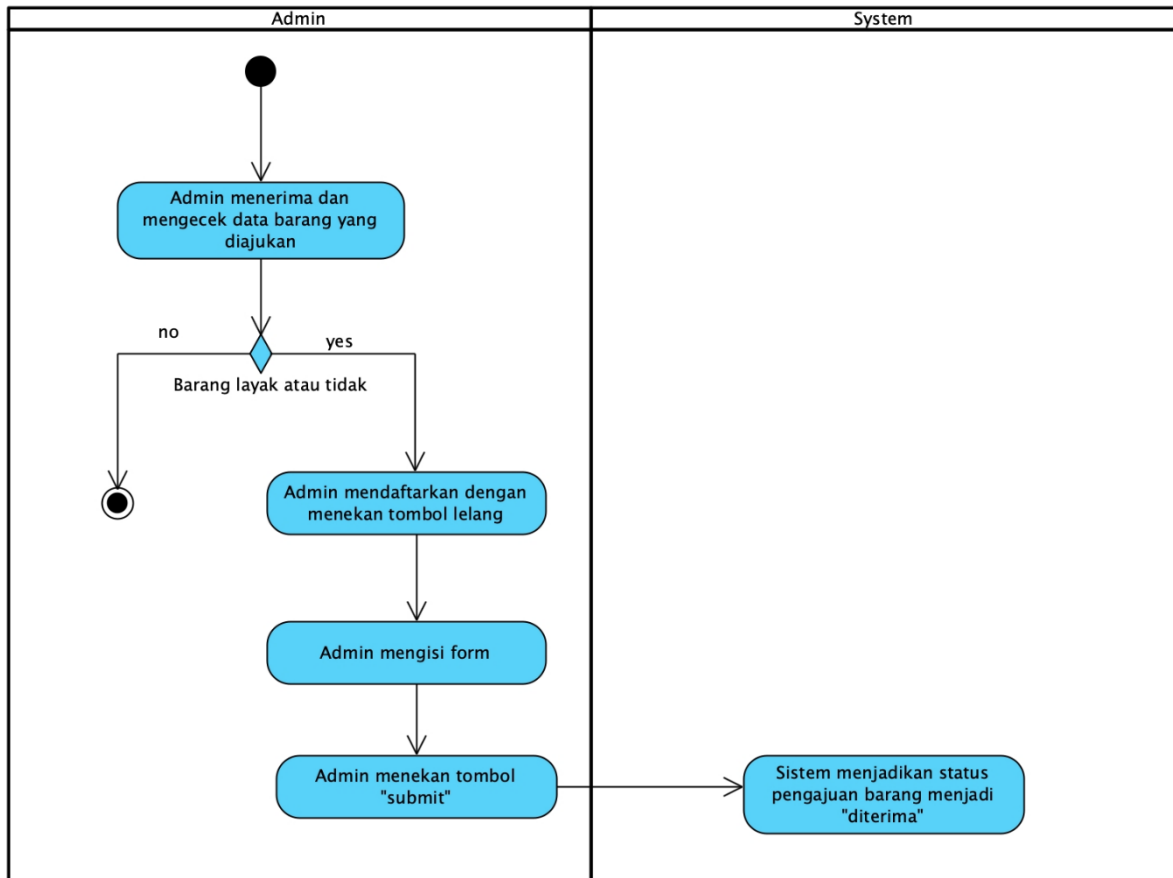 Admin
System
Admin menerima dan
mengecek data barang yang
diajukan
no
yes
Barang layak atau tidak
Admin mendaftarkan dengan
menekan tombol lelang
Admin mengisi form
Admin menekan tombol
"submit"
Sistem menjadikan status
pengajuan barang menjadi
"diterima"